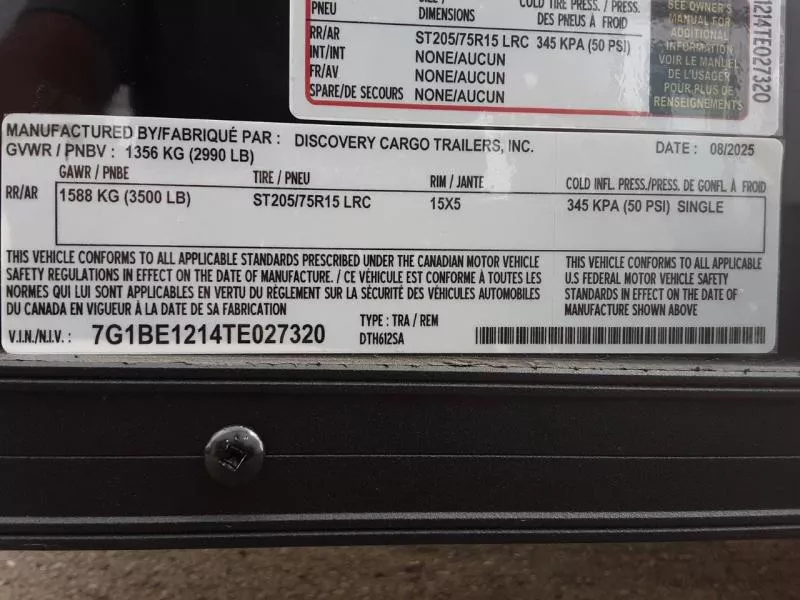 PNEU
DIMENSIONS
COLD TIRE PRESS. / PRESS.
DES PNEUS À FROID
RR/AR ST205/75R15 LRC 345 KPA (50 PSI)
INT/INT NONE/AUCUN
FR/AV NONE/AUCUN
SPARE/DE SECOURS NONE/AUCUN
SEE OWNER'S
MANUAL FOR
ADDITIONAL
INFORMATION
VOIR LE MANUEL
DE L'USAGER
POUR PLUS DE
RENSEIGNEMENTS
1214TE027320
MANUFACTURED BY/FABRIQUÉ PAR : DISCOVERY CARGO TRAILERS, INC. DATE : 08/2025
GVWR / PNBV : 1356 KG (2990 LB)
GAWR / PNBE TIRE / PNEU RIM / JANTE COLD INFL. PRESS./PRESS. DE GONFL. À FROID
RR/AR 1588 KG (3500 LB) ST205/75R15 LRC 15X5 345 KPA (50 PSI) SINGLE
THIS VEHICLE CONFORMS TO ALL APPLICABLE STANDARDS PRESCRIBED UNDER THE CANADIAN MOTOR VEHICLE
SAFETY REGULATIONS IN EFFECT ON THE DATE OF MANUFACTURE. / CE VÉHICULE EST CONFORME À TOUTES LES
NORMES QUI LUI SONT APPLICABLES EN VERTU DU RÈGLEMENT SUR LA SÉCURITÉ DES VÉHICULES AUTOMOBILES
DU CANADA EN VIGUEUR À LA DATE DE SA FABRICATION
THIS VEHICLE CONFORMS TO ALL APPLICABLE
U.S FEDERAL MOTOR VEHICLE SAFETY
STANDARDS IN EFFECT ON THE DATE OF
MANUFACTURE SHOWN ABOVE
V.I.N./N.I.V. : 7G1BE1214TE027320
TYPE : TRA / REM
DTH612SA